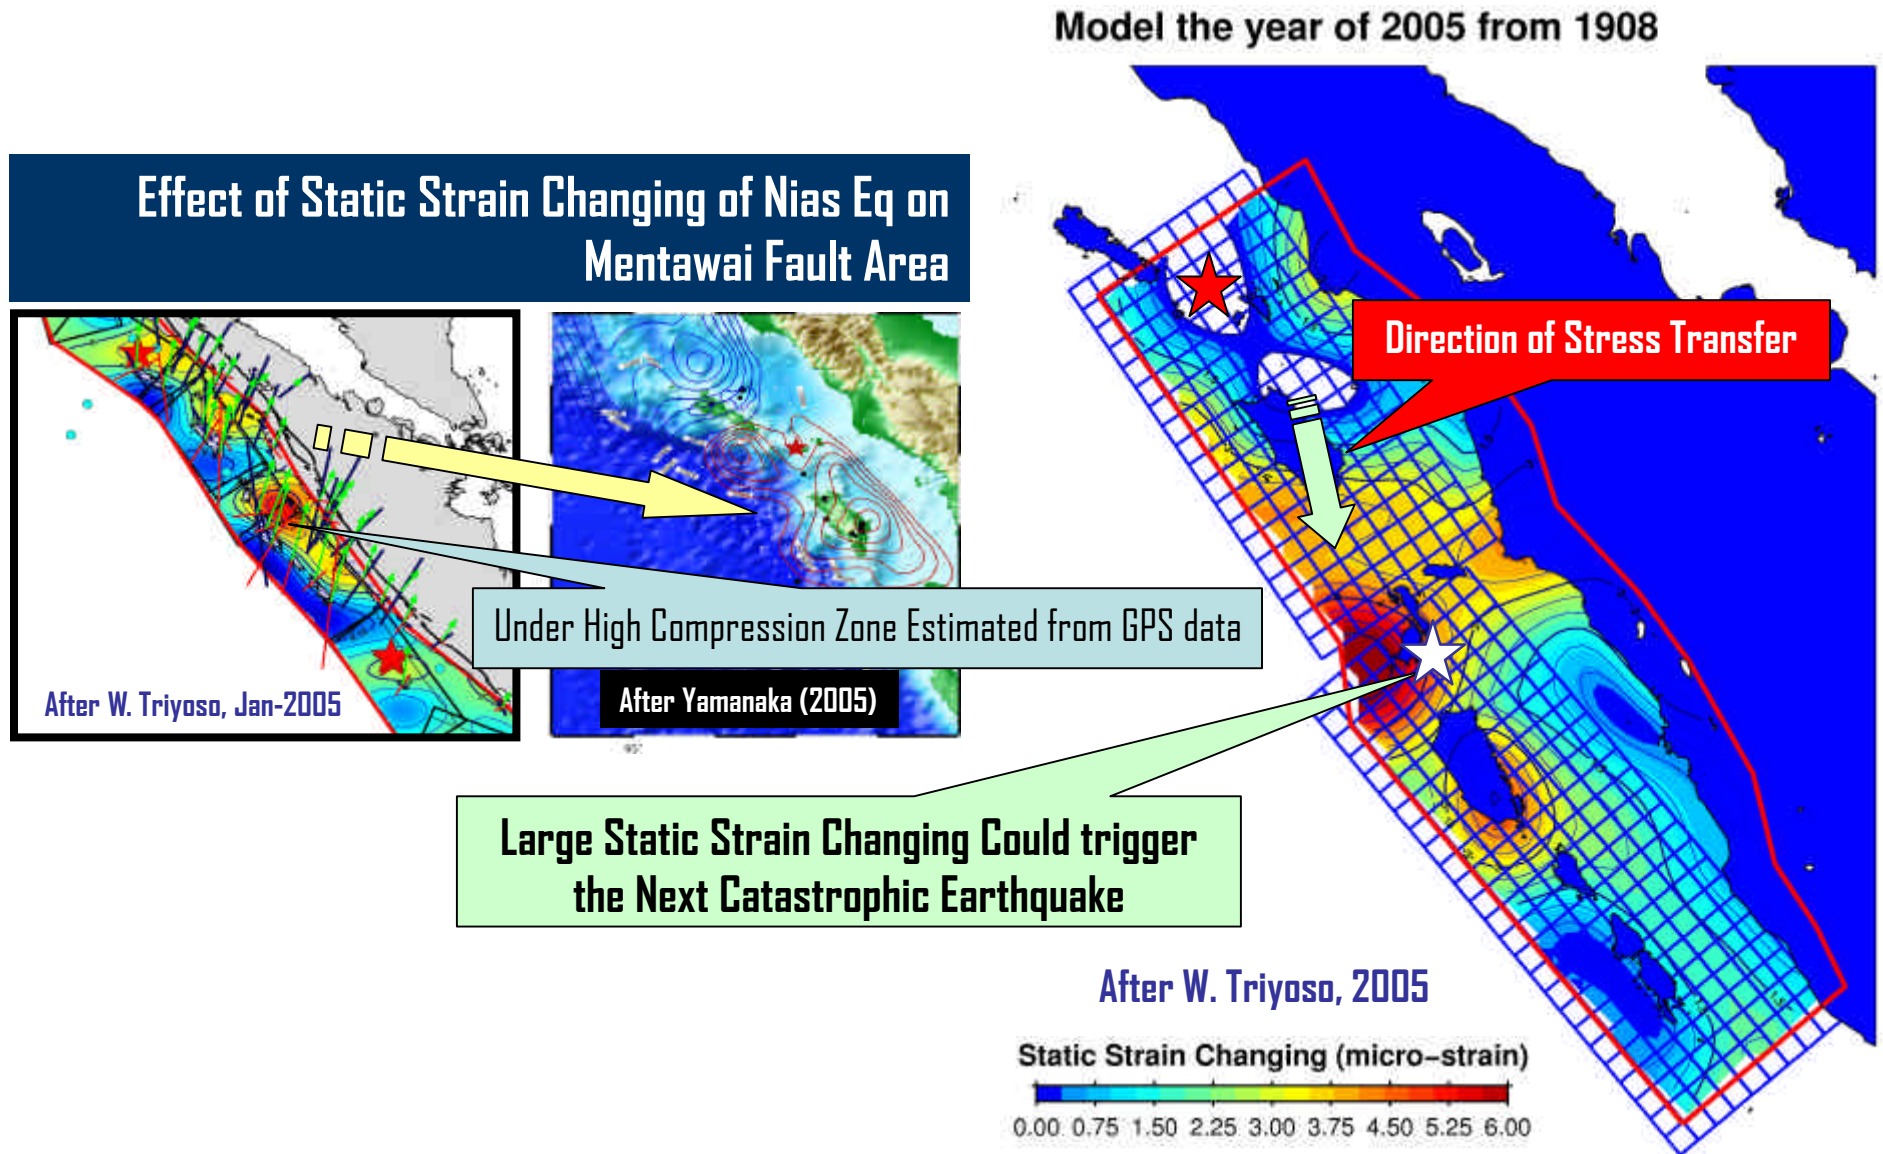 Model the year of 2005 from 1908
Effect of Static Strain Changing of Nias Eq on
Mentawai Fault Area
Direction of Stress Transfer
Under High Compression Zone Estimated from GPS data
After W. Triyoso, Jan-2005
After Yamanaka (2005)
95°
Large Static Strain Changing Could trigger
the Next Catastrophic Earthquake
After W. Triyoso, 2005
Static Strain Changing (micro-strain)
0.00 0.75 1.50 2.25 3.00 3.75 4.50 5.25 6.00